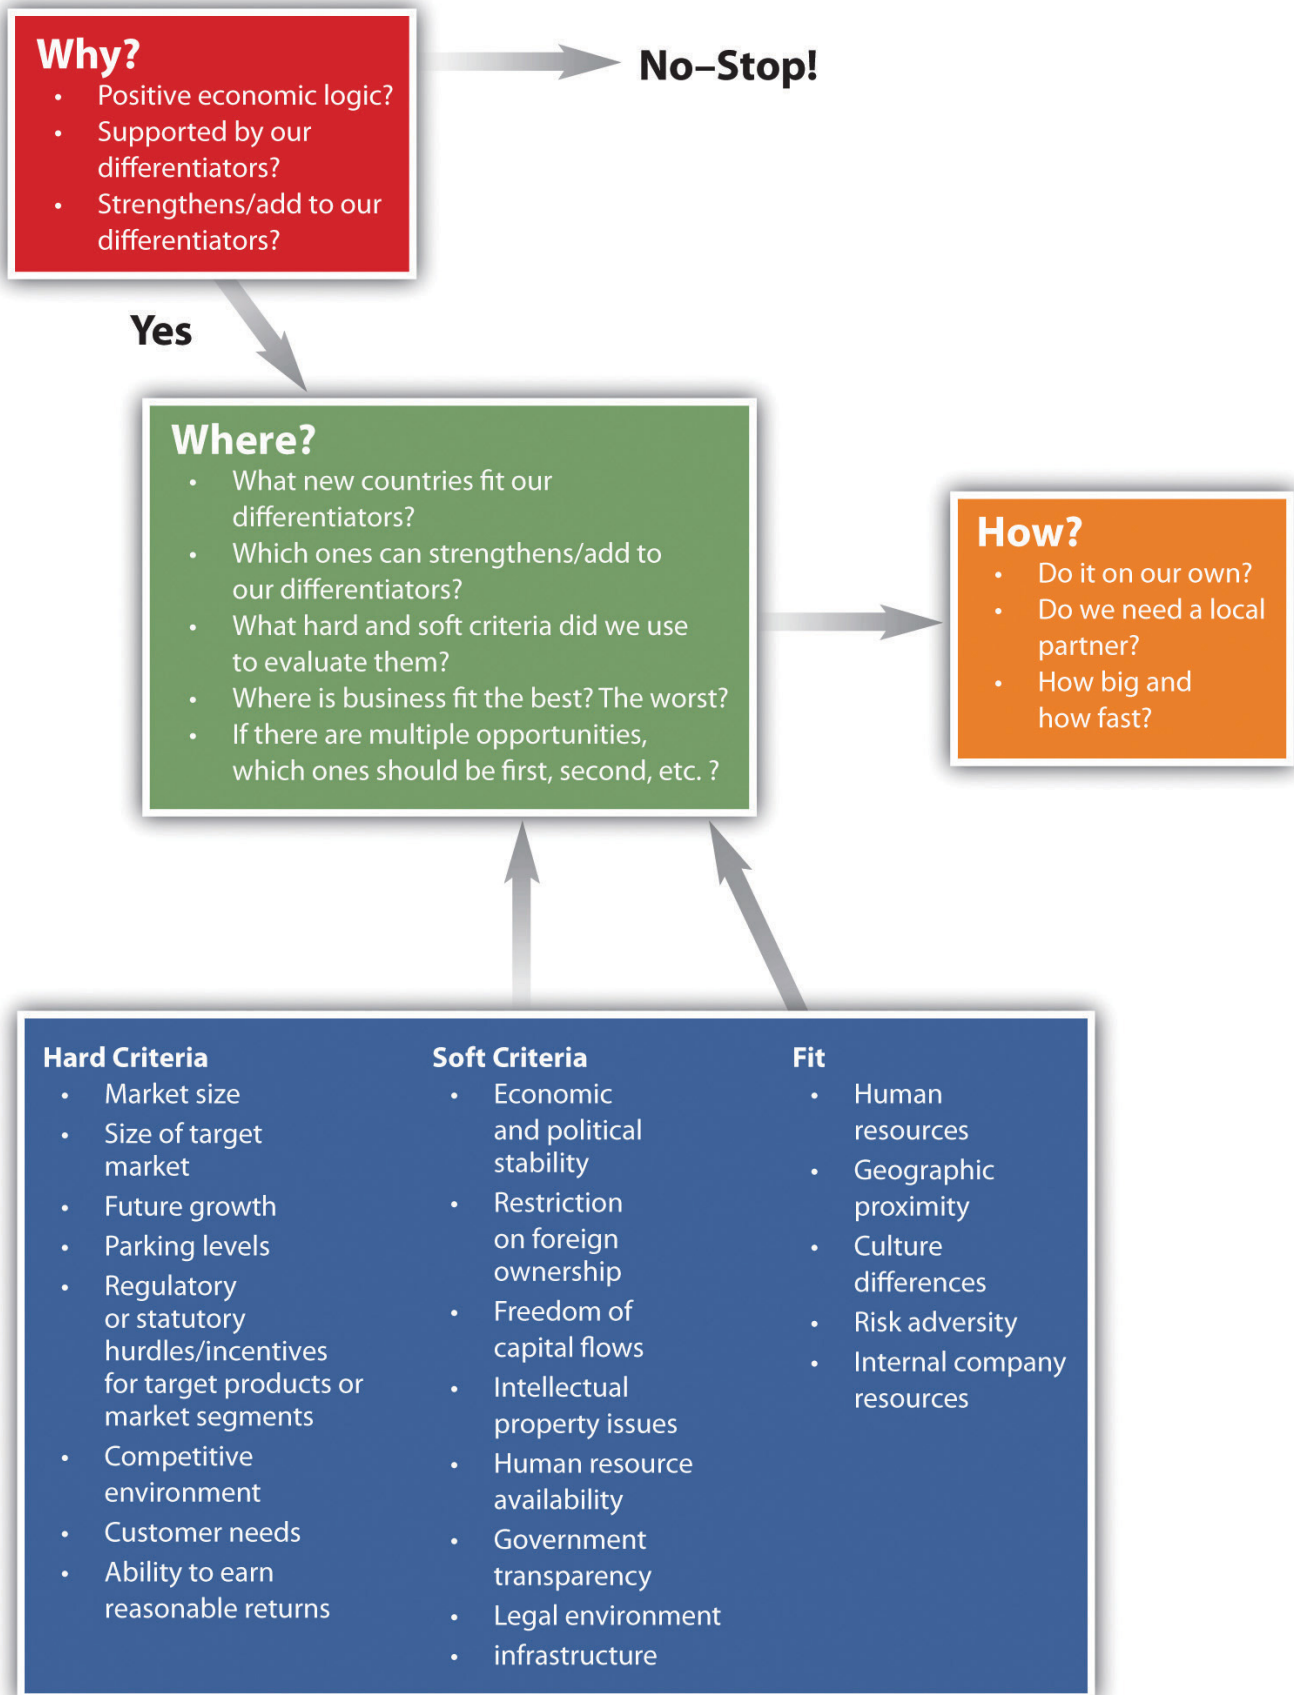 Why?
• Positive economic logic?
• Supported by our
differentiators?
• Strengthens/add to our
differentiators?
No–Stop!
Yes
Where?
• What new countries fit our
differentiators?
• Which ones can strengthens/add to
our differentiators?
• What hard and soft criteria did we use
to evaluate them?
• Where is business fit the best? The worst?
• If there are multiple opportunities,
which ones should be first, second, etc. ?
How?
• Do it on our own?
• Do we need a local
partner?
• How big and
how fast?
Hard Criteria
• Market size
• Size of target
market
• Future growth
• Parking levels
• Regulatory
or statutory
hurdles/incentives
for target products or
market segments
• Competitive
environment
• Customer needs
• Ability to earn
reasonable returns
Soft Criteria
• Economic
and political
stability
• Restriction
on foreign
ownership
• Freedom of
capital flows
• Intellectual
property issues
• Human resource
availability
• Government
transparency
• Legal environment
• infrastructure
Fit
• Human
resources
• Geographic
proximity
• Culture
differences
• Risk adversity
• Internal company
resources